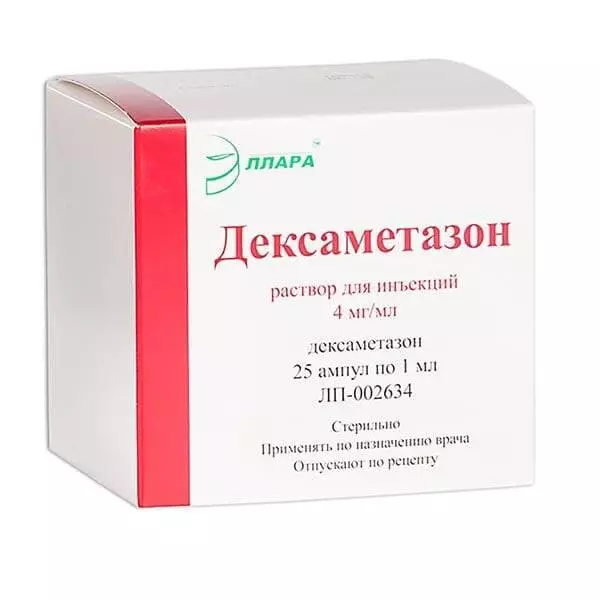 ЭЛЛАРА
Дексаметазон
раствор для инъекций
4 мг/мл
дексаметазон
25 ампул по 1 мл
ЛП-002634
Стерильно
Применять по назначению врача
Отпускают по рецепту